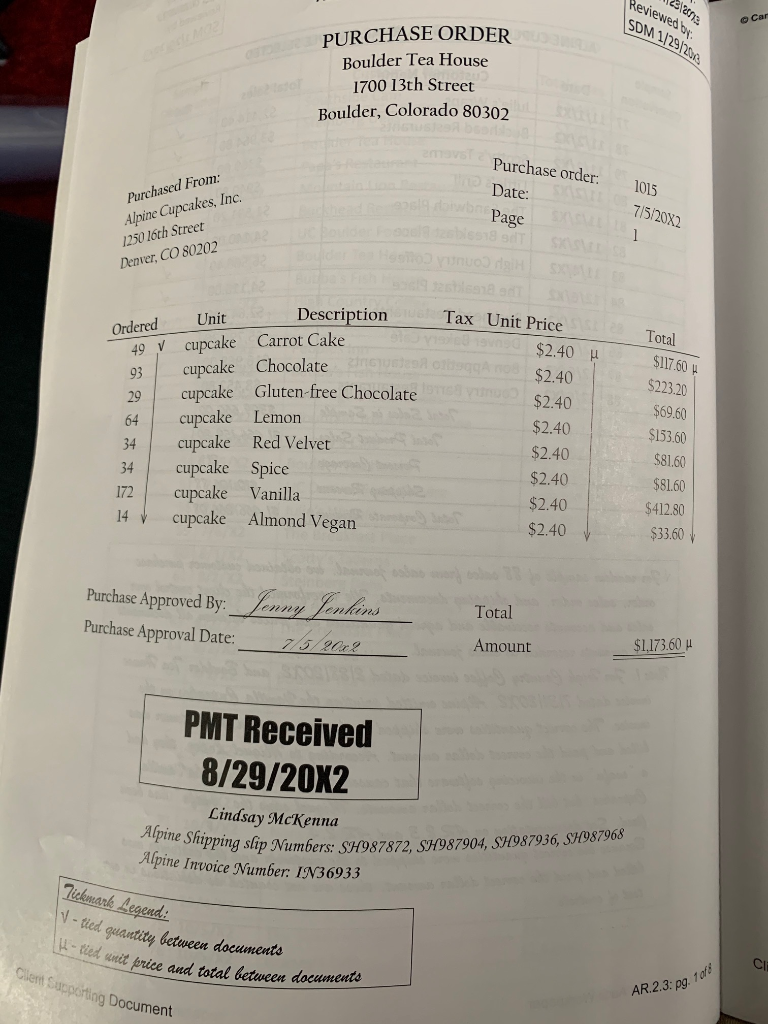 Reviewed by:
SDM 1/29/20x3
PURCHASE ORDER
Boulder Tea House
1700 13th Street
Boulder, Colorado 80302
Purchased From:
Alpine Cupcakes, Inc.
1250 16th Street
Denver, CO 80202
Purchase order: 1015
Date: 7/5/20X2
Page 1
Ordered Unit Description Tax Unit Price Total
49 √ cupcake Carrot Cake $2.40 µ $117.60 µ
93 cupcake Chocolate $2.40 $223.20
29 cupcake Gluten-free Chocolate $2.40 $69.60
64 cupcake Lemon $2.40 $153.60
34 cupcake Red Velvet $2.40 $81.60
34 cupcake Spice $2.40 $81.60
172 cupcake Vanilla $2.40 $412.80
14 cupcake Almond Vegan $2.40 $33.60
Purchase Approved By: Jenny Jenkins
Total
Purchase Approval Date: 7/5/20x2
Amount $1,173.60 µ
PMT Received
8/29/20X2
Lindsay McKenna
Alpine Shipping slip Numbers: SH987872, SH987904, SH987936, SH987968
Alpine Invoice Number: IN36933
Tickmark Legend:
√ - tied quantity between documents
µ - tied unit price and total between documents
Client Supporting Document
AR.2.3: pg. 1 of 8